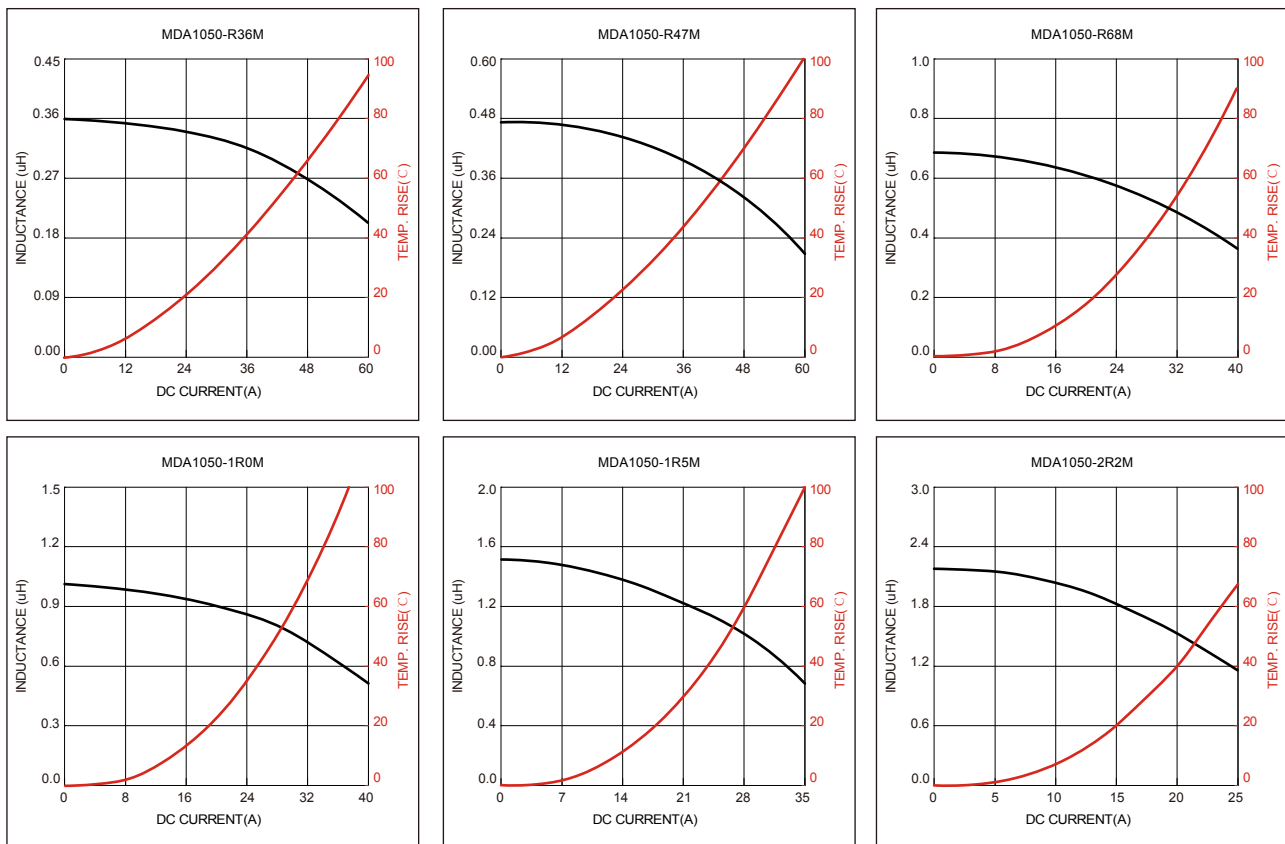 MDA1050-R36M
0.45
0.36
0.27
0.18
0.09
0.00
INDUCTANCE (uH)
100
80
60
40
20
0
TEMP. RISE(℃)
0 12 24 36 48 60
DC CURRENT(A)
MDA1050-R47M
0.60
0.48
0.36
0.24
0.12
0.00
INDUCTANCE (uH)
100
80
60
40
20
0
TEMP. RISE(℃)
0 12 24 36 48 60
DC CURRENT(A)
MDA1050-R68M
1.0
0.8
0.6
0.4
0.2
0.0
INDUCTANCE (uH)
100
80
60
40
20
0
TEMP. RISE(℃)
0 8 16 24 32 40
DC CURRENT(A)
MDA1050-1R0M
1.5
1.2
0.9
0.6
0.3
0.0
INDUCTANCE (uH)
100
80
60
40
20
0
TEMP. RISE(℃)
0 8 16 24 32 40
DC CURRENT(A)
MDA1050-1R5M
2.0
1.6
1.2
0.8
0.4
0.0
INDUCTANCE (uH)
100
80
60
40
20
0
TEMP. RISE(℃)
0 7 14 21 28 35
DC CURRENT(A)
MDA1050-2R2M
3.0
2.4
1.8
1.2
0.6
0.0
INDUCTANCE (uH)
100
80
60
40
20
0
TEMP. RISE(℃)
0 5 10 15 20 25
DC CURRENT(A)